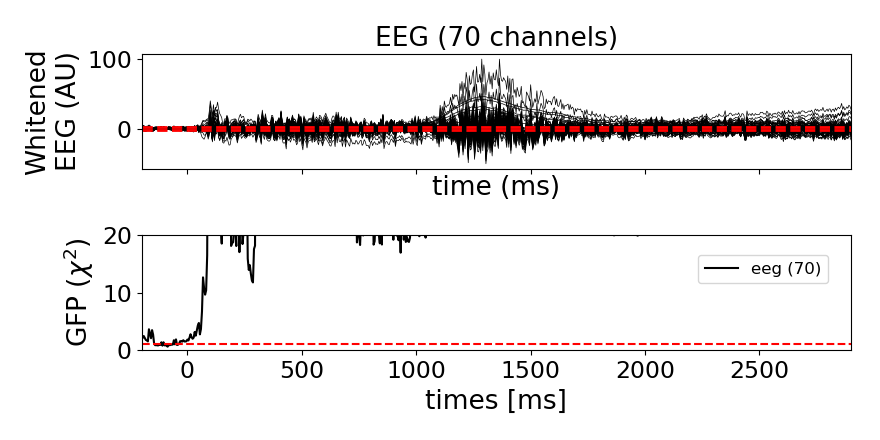 EEG (70 channels)
Whitened
EEG (AU)
100
0
time (ms)
GFP (χ²)
20
10
0
eeg (70)
0 500 1000 1500 2000 2500
times [ms]